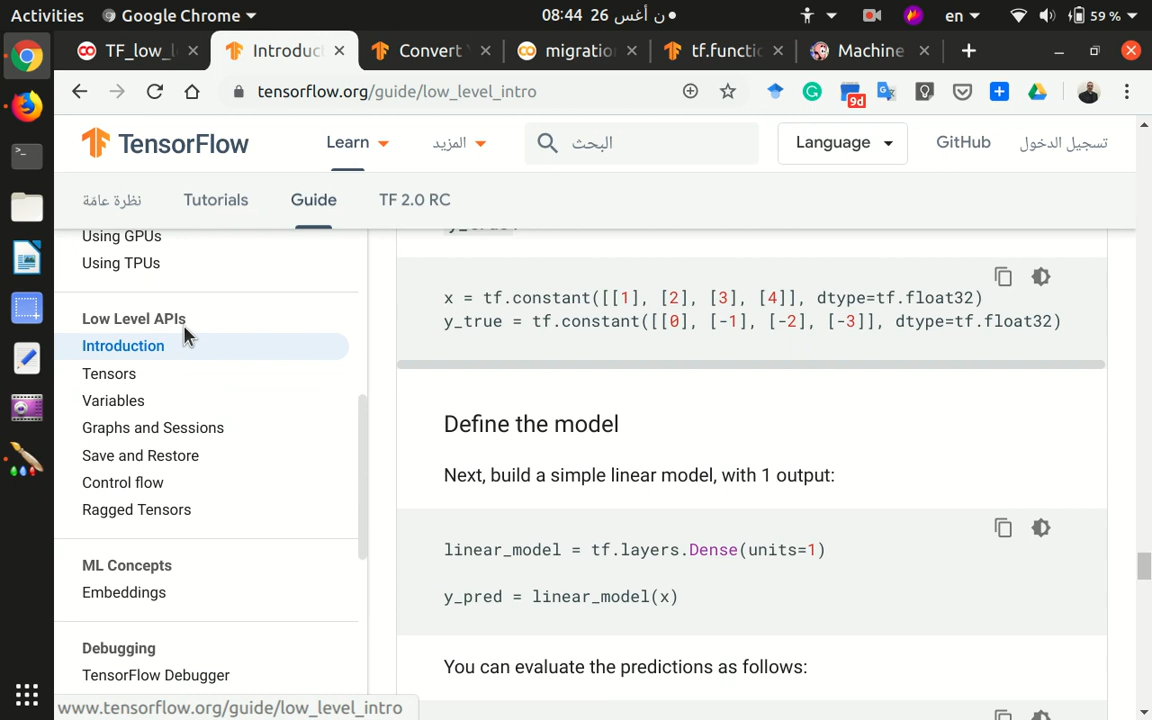 Activities
Google Chrome
08:44 26 ن أغس
en
59 %
TF_low_l
Introduc
Convert
migratio
tf.functio
Machine
tensorflow.org/guide/low_level_intro
9d
TensorFlow
Learn
المزيد
البحث
Language
GitHub
تسجيل الدخول
نظرة عامّة
Tutorials
Guide
TF 2.0 RC
Using GPUs
Using TPUs
Low Level APIs
Introduction
Tensors
Variables
Graphs and Sessions
Save and Restore
Control flow
Ragged Tensors
ML Concepts
Embeddings
Debugging
TensorFlow Debugger
www.tensorflow.org/guide/low_level_intro
x = tf.constant([[1], [2], [3], [4]], dtype=tf.float32)
y_true = tf.constant([[0], [-1], [-2], [-3]], dtype=tf.float32)
Define the model
Next, build a simple linear model, with 1 output:
linear_model = tf.layers.Dense(units=1)
y_pred = linear_model(x)
You can evaluate the predictions as follows: